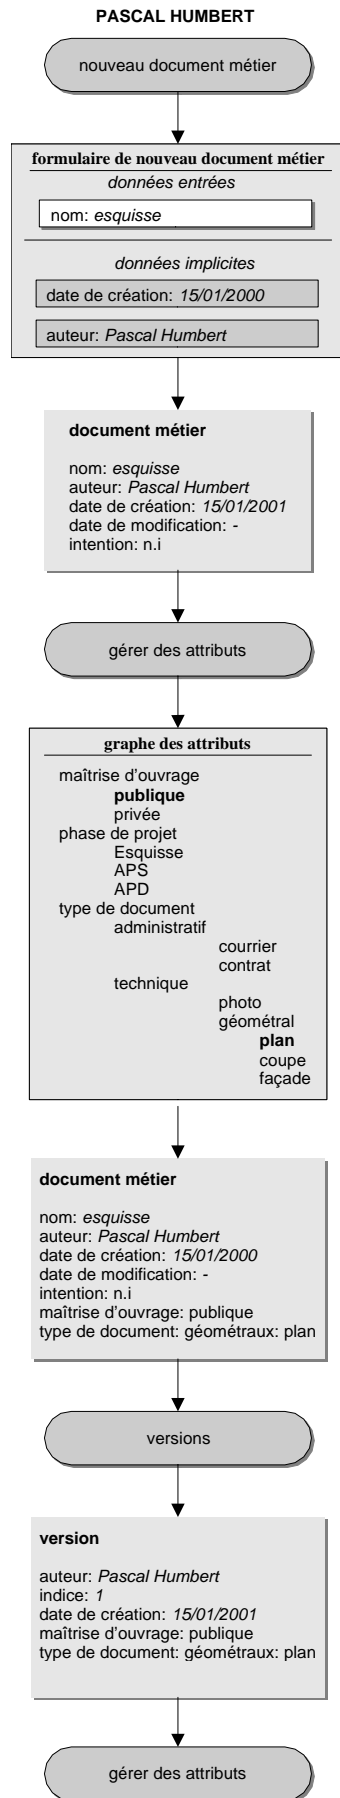 PASCAL HUMBERT
nouveau document métier
formulaire de nouveau document métier
données entrées
nom: esquisse
données implicites
date de création: 15/01/2000
auteur: Pascal Humbert
document métier
nom: esquisse
auteur: Pascal Humbert
date de création: 15/01/2001
date de modification: -
intention: n.i
gérer des attributs
graphe des attributs
maîtrise d'ouvrage
publique
privée
phase de projet
Esquisse
APS
APD
type de document
administratif
courrier
contrat
technique
photo
géométral
plan
coupe
façade
document métier
nom: esquisse
auteur: Pascal Humbert
date de création: 15/01/2000
date de modification: -
intention: n.i
maîtrise d'ouvrage: publique
type de document: géométraux: plan
versions
version
auteur: Pascal Humbert
indice: 1
date de création: 15/01/2001
maîtrise d'ouvrage: publique
type de document: géométraux: plan
gérer des attributs